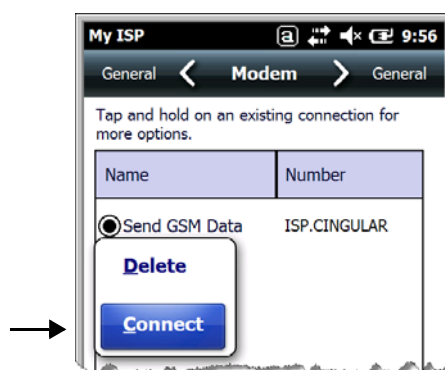 My ISP a 9:56
General Modem General
Tap and hold on an existing connection for
more options.
Name Number
Send GSM Data ISP.CINGULAR
Delete
Connect